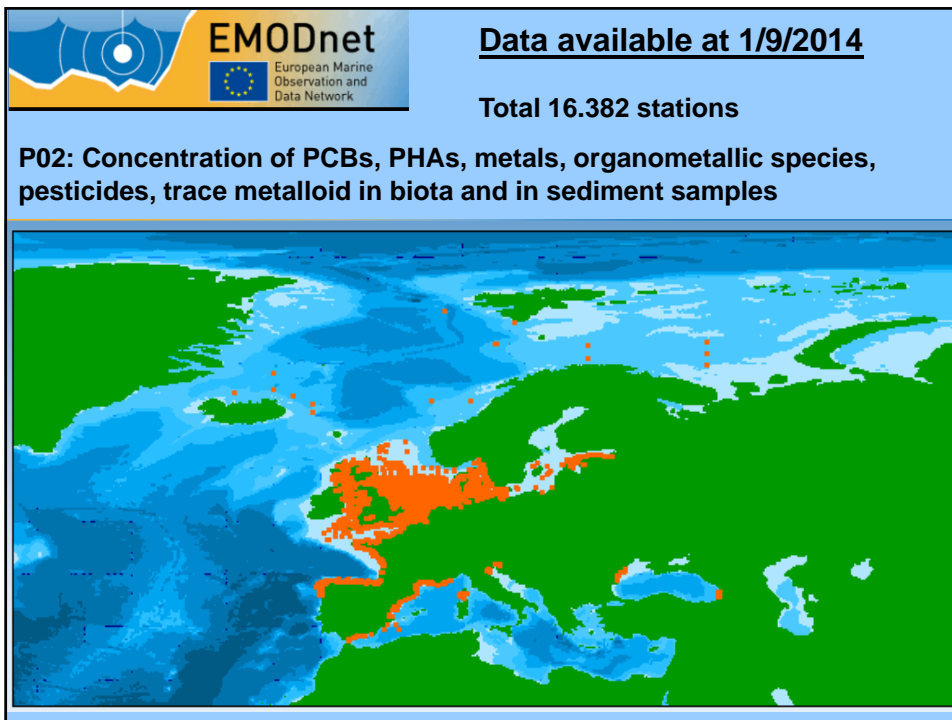 EMODnet
European Marine
Observation and
Data Network
Data available at 1/9/2014
Total 16.382 stations
P02: Concentration of PCBs, PHAs, metals, organometallic species,
pesticides, trace metalloid in biota and in sediment samples